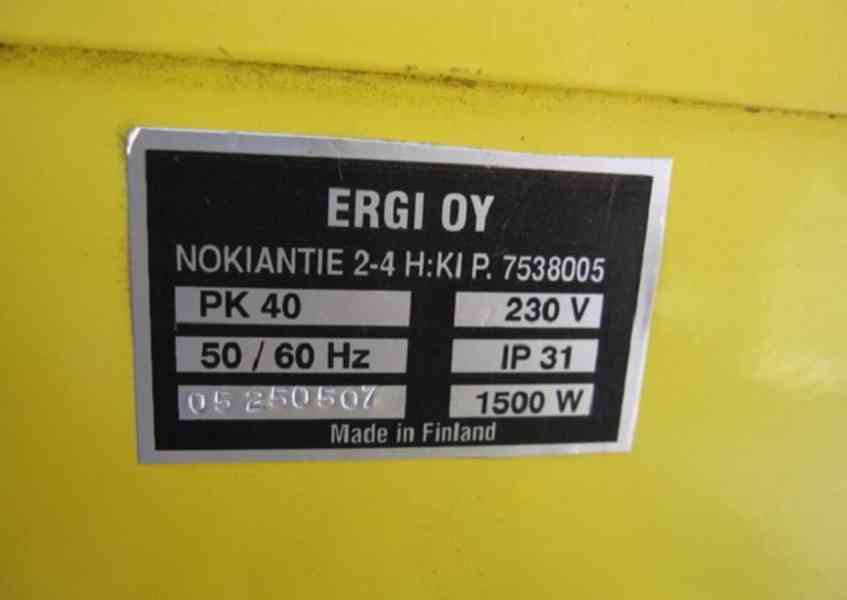 ERGI OY
NOKIANTIE 2-4 H:KI P. 7538005
PK 40 230 V
50 / 60 Hz IP 31
05 250507 1500 W
Made in Finland